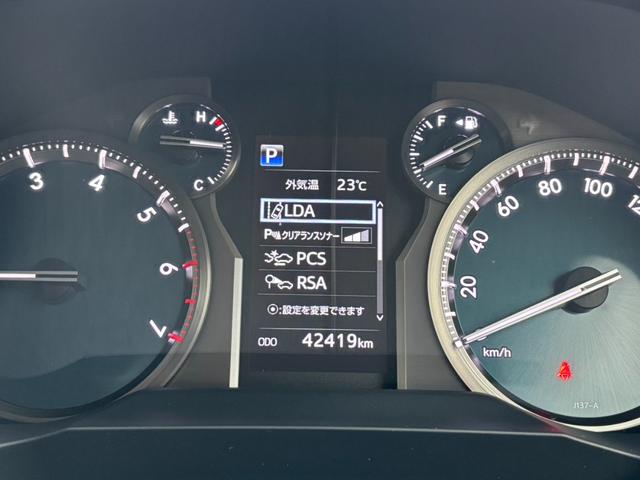 H
C
F
E
P
外気温 23℃
LDA
P クリアランスソナー
PCS
RSA
⦿:設定を変更できます
ODO 42419km
3
4
5
6
7
20
40
60
80
100
120
km/h
J137-A